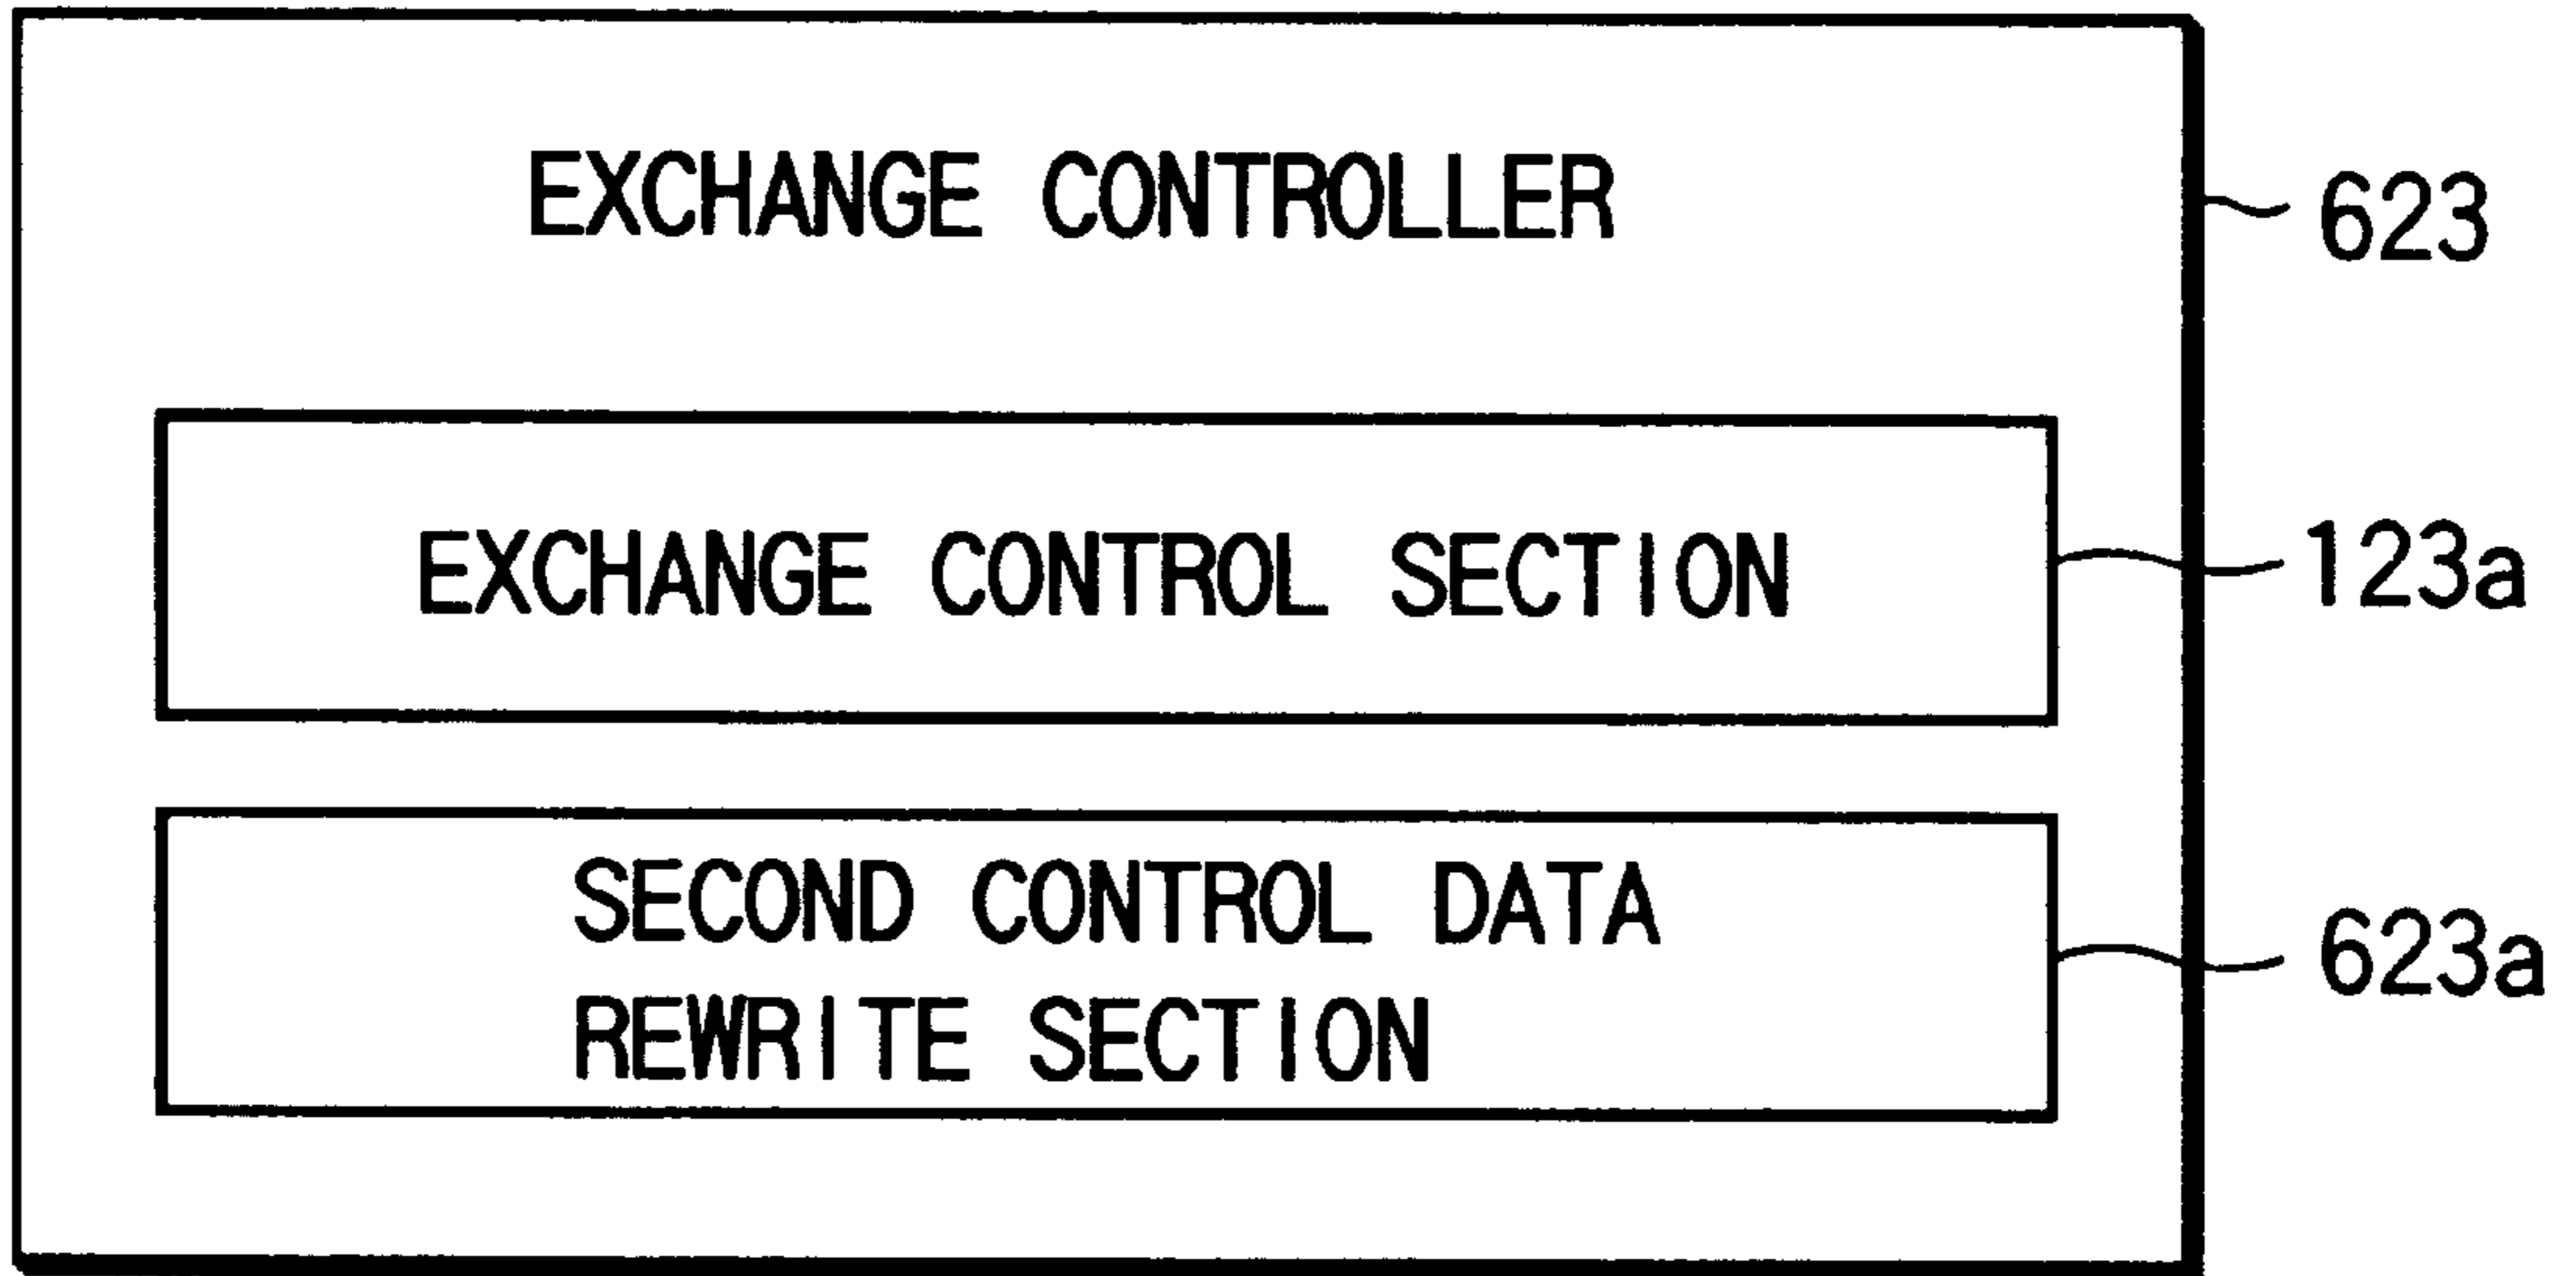 EXCHANGE CONTROLLER
623
EXCHANGE CONTROL SECTION
123a
SECOND CONTROL DATA
REWRITE SECTION
623a